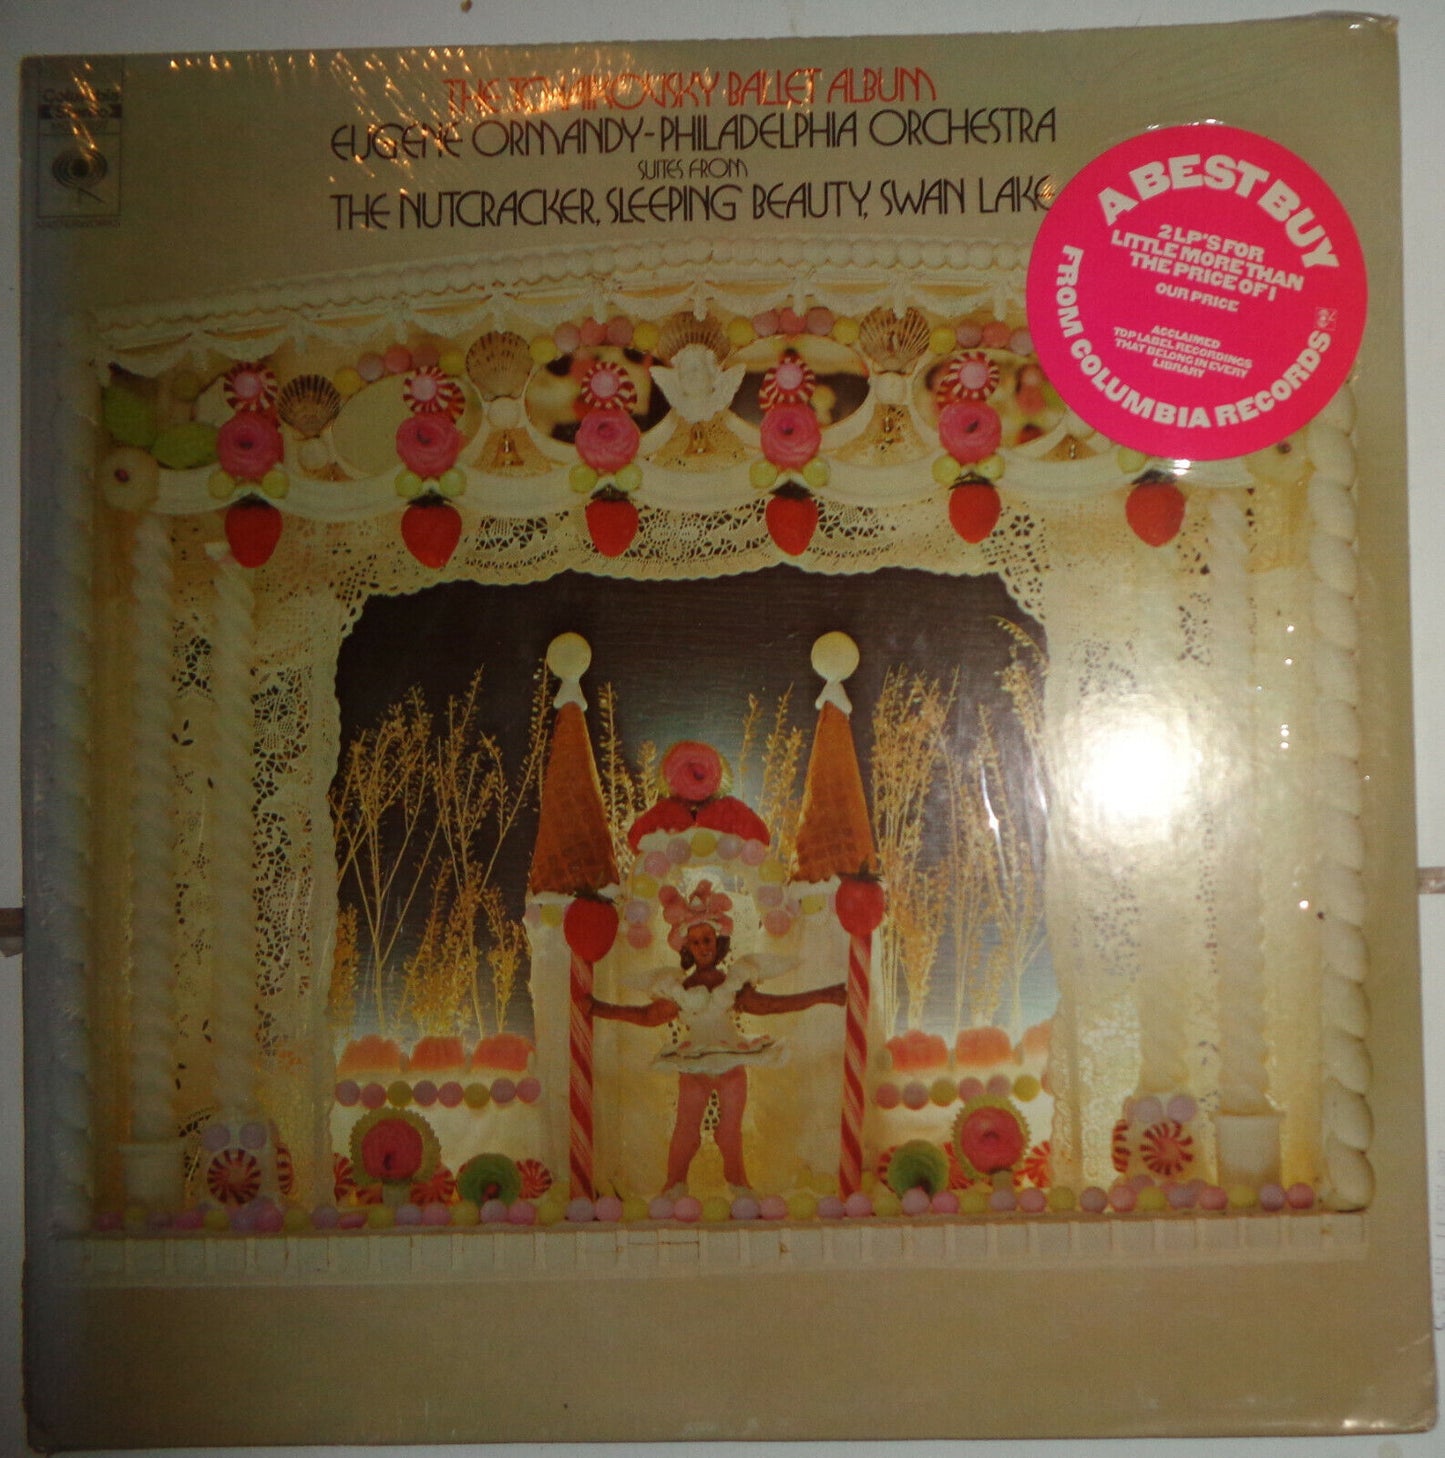 Columbia
Stereo
THE TCHAIKOVSKY BALLET ALBUM
EUGENE ORMANDY-PHILADELPHIA ORCHESTRA
SUITES FROM
THE NUTCRACKER, SLEEPING BEAUTY, SWAN LAKE
A BEST BUY
2 LP'S FOR
LITTLE MORE THAN
THE PRICE OF 1
OUR PRICE
ACCLAIMED
TOP LABEL RECORDINGS
THAT BELONG IN EVERY
LIBRARY
FROM COLUMBIA RECORDS